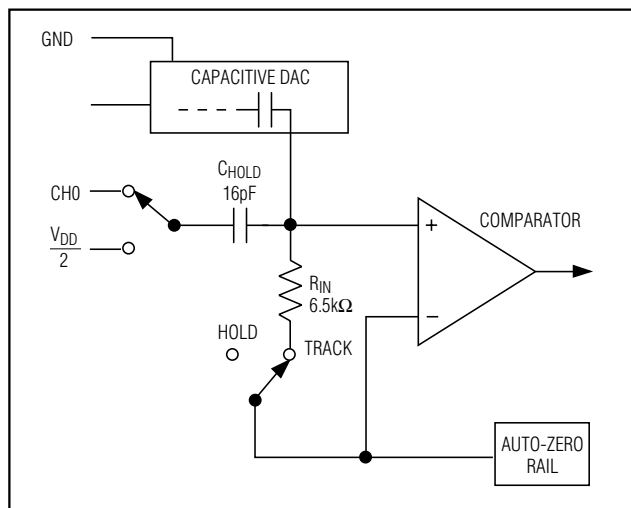 GND
CAPACITIVE DAC
CHOLD
16pF
CH0
VDD
2
+
COMPARATOR
RIN
6.5kΩ
−
HOLD
TRACK
AUTO-ZERO
RAIL